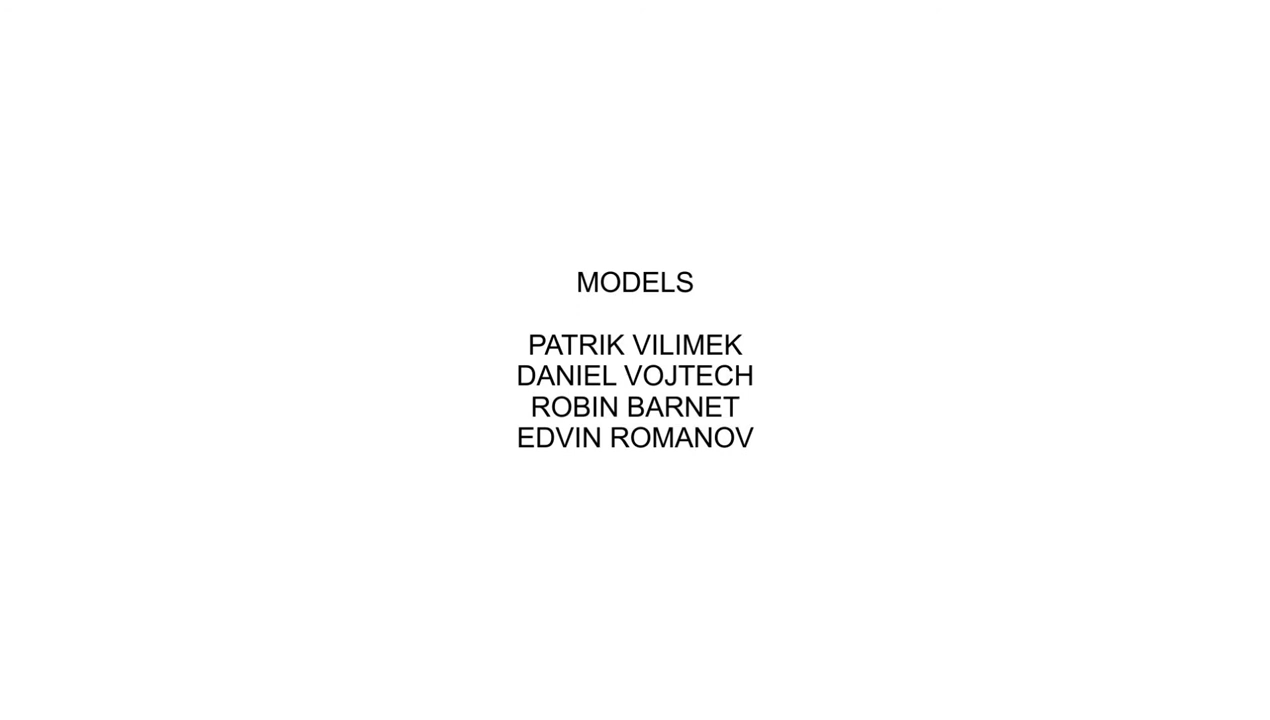 MODELS
PATRIK VILIMEK
DANIEL VOJTECH
ROBIN BARNET
EDVIN ROMANOV